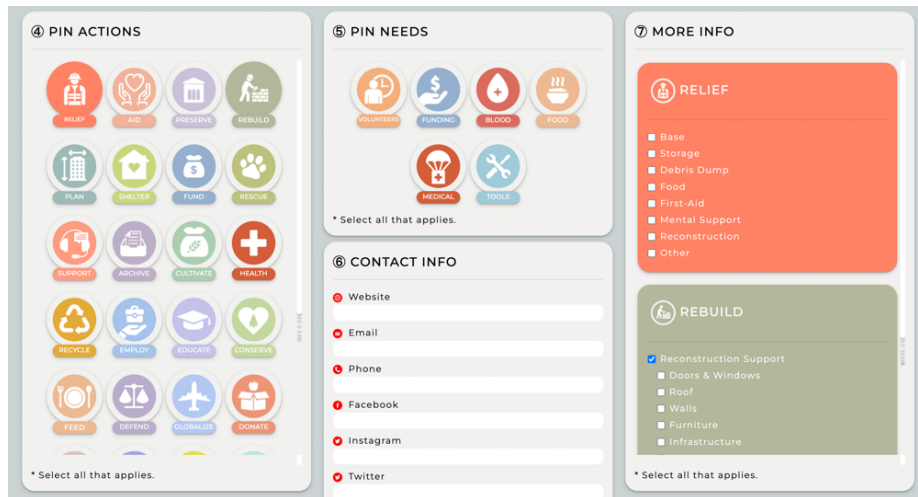 ④ PIN ACTIONS
RELIEF
AID
PRESERVE
REBUILD
PLAN
SHELTER
$
FUND
RESCUE
SUPPORT
ARCHIVE
CULTIVATE
HEALTH
RECYCLE
EMPLOY
EDUCATE
CONSERVE
FEED
DEFEND
GLOBALIZE
DONATE
* Select all that applies.
⑤ PIN NEEDS
$
VOLUNTEERS
FUNDING
BLOOD
FOOD
MEDICAL
TOOLS
* Select all that applies.
⑥ CONTACT INFO
Website
Email
Phone
Facebook
Instagram
Twitter
⑦ MORE INFO
RELIEF
Base
Storage
Debris Dump
Food
First-Aid
Mental Support
Reconstruction
Other
REBUILD
Reconstruction Support
Doors & Windows
Roof
Walls
Furniture
Infrastructure
* Select all that applies.